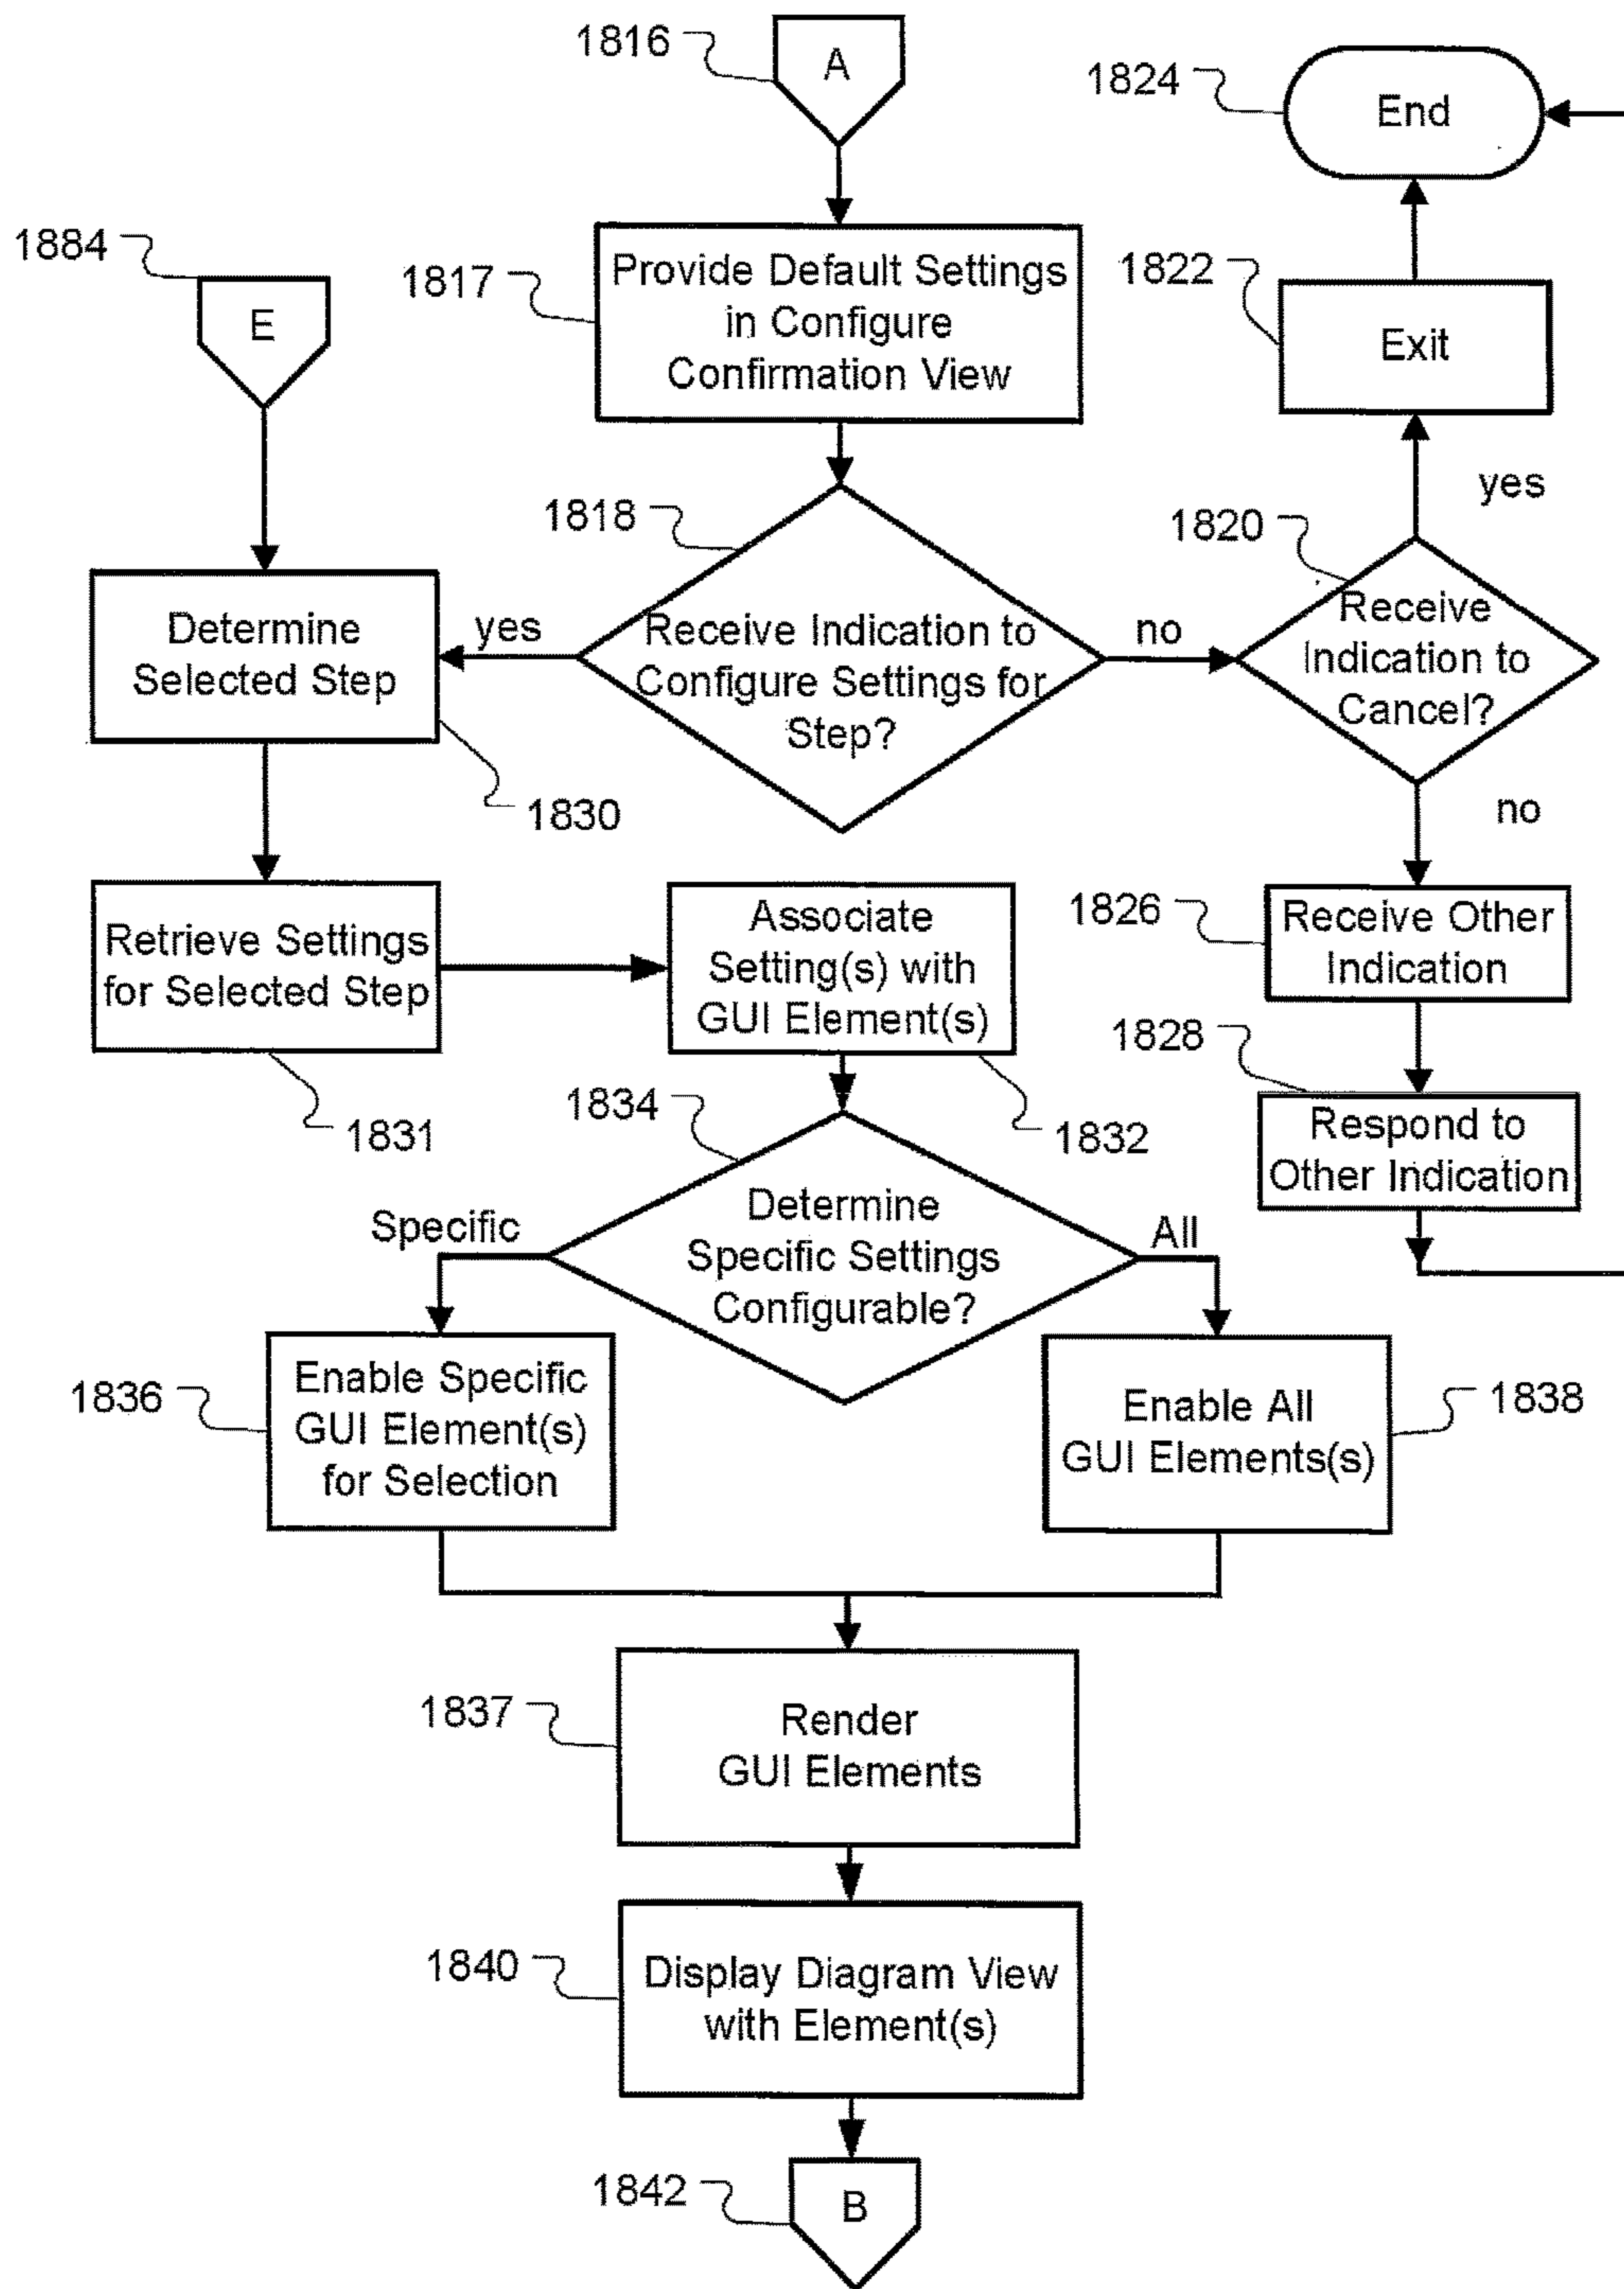 1816
A
1824
End
1884
E
1817
Provide Default Settings
in Configure
Confirmation View
1822
Exit
yes
1818
1820
Determine
Selected Step
yes
Receive Indication to
Configure Settings for
Step?
no
Receive
Indication to
Cancel?
1830
no
Retrieve Settings
for Selected Step
Associate
Setting(s) with
GUI Element(s)
1826
Receive Other
Indication
1831
1832
1828
Respond to
Other Indication
1834
Determine
Specific Settings
Configurable?
Specific
All
1836
Enable Specific
GUI Element(s)
for Selection
Enable All
GUI Elements(s)
1838
1837
Render
GUI Elements
1840
Display Diagram View
with Element(s)
1842
B